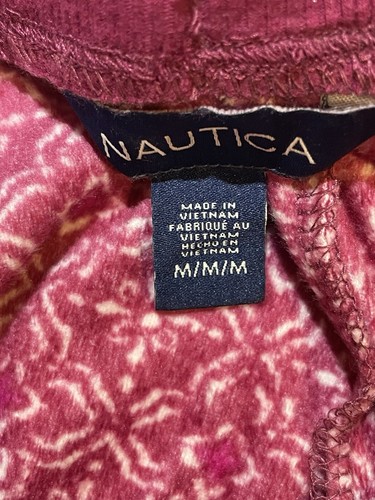 NAUTICA
MADE IN
VIETNAM
FABRIQUÉ AU
VIETNAM
HECHO EN
VIETNAM
M/M/M